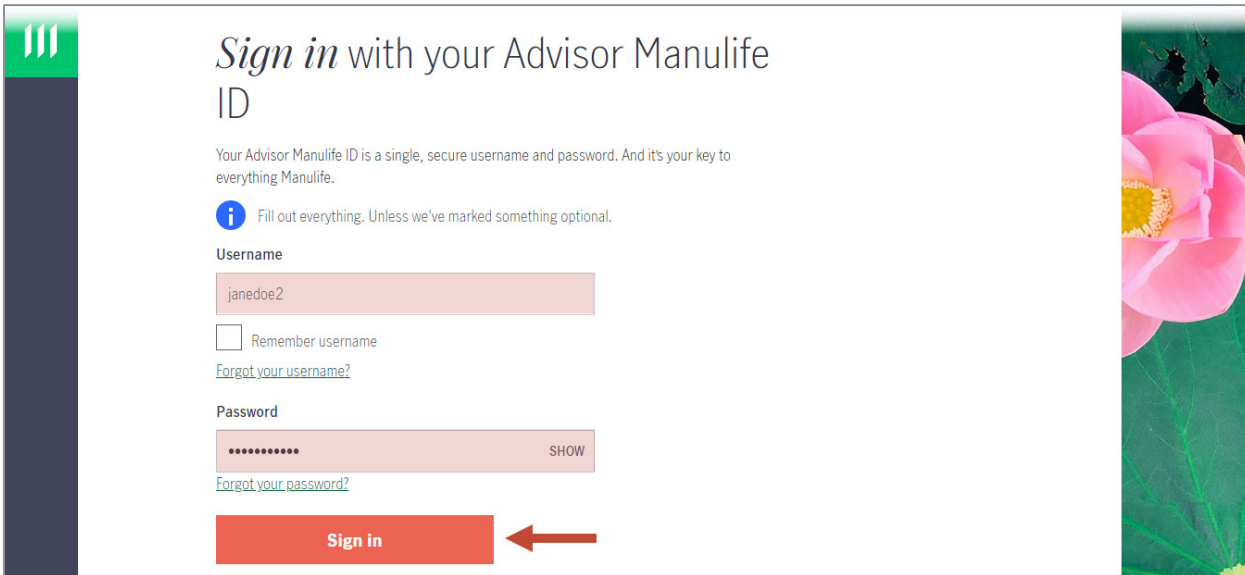 Sign in with your Advisor Manulife
ID
Your Advisor Manulife ID is a single, secure username and password. And it's your key to
everything Manulife.
Fill out everything. Unless we've marked something optional.
Username
janedoe2
Remember username
Forgot your username?
Password
••••••••••• SHOW
Forgot your password?
Sign in